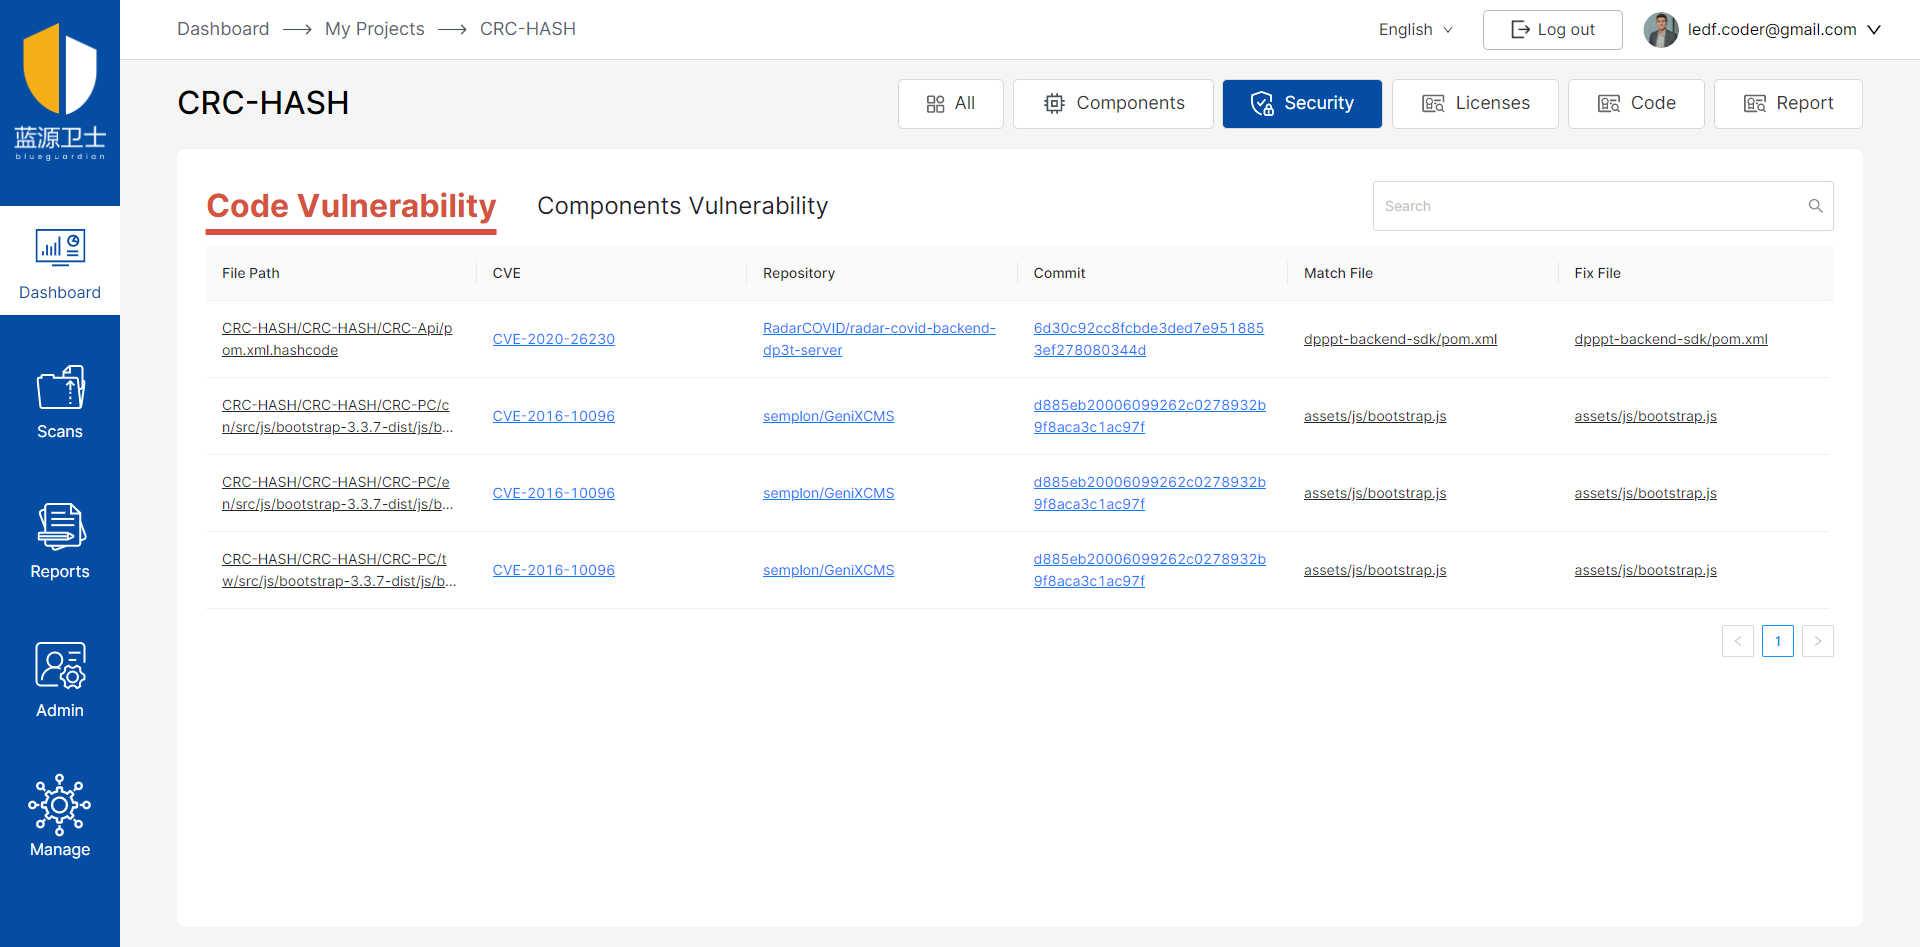 蓝源卫士
blueguardian
Dashboard
Scans
Reports
Admin
Manage
Dashboard My Projects CRC-HASH
English
Log out
ledf.coder@gmail.com
CRC-HASH
All
Components
Security
Licenses
Code
Report
Code Vulnerability
Components Vulnerability
Search
File Path CVE Repository Commit Match File Fix File
CRC-HASH/CRC-HASH/CRC-Api/p
om.xml.hashcode
CVE-2020-26230
RadarCOVID/radar-covid-backend-
dp3t-server
6d30c92cc8fcbde3ded7e951885
3ef278080344d
dpppt-backend-sdk/pom.xml
dpppt-backend-sdk/pom.xml
CRC-HASH/CRC-HASH/CRC-PC/c
n/src/js/bootstrap-3.3.7-dist/js/b...
CVE-2016-10096
semplon/GeniXCMS
d885eb20006099262c0278932b
9f8aca3c1ac97f
assets/js/bootstrap.js
assets/js/bootstrap.js
CRC-HASH/CRC-HASH/CRC-PC/e
n/src/js/bootstrap-3.3.7-dist/js/b...
CVE-2016-10096
semplon/GeniXCMS
d885eb20006099262c0278932b
9f8aca3c1ac97f
assets/js/bootstrap.js
assets/js/bootstrap.js
CRC-HASH/CRC-HASH/CRC-PC/t
w/src/js/bootstrap-3.3.7-dist/js/b...
CVE-2016-10096
semplon/GeniXCMS
d885eb20006099262c0278932b
9f8aca3c1ac97f
assets/js/bootstrap.js
assets/js/bootstrap.js
< 1 >